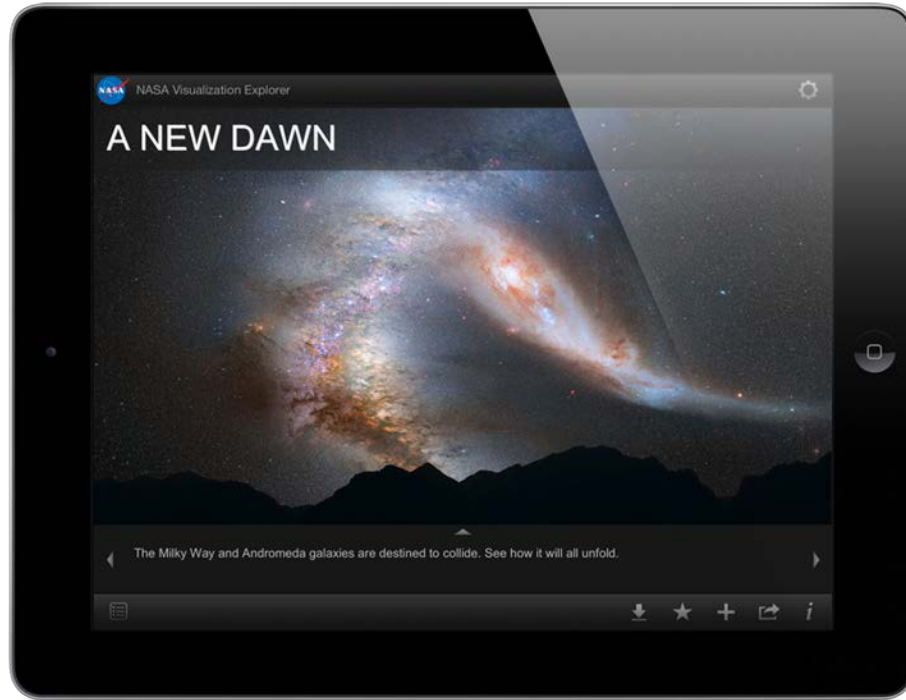 NASA
NASA Visualization Explorer
A NEW DAWN
The Milky Way and Andromeda galaxies are destined to collide. See how it will all unfold.
i